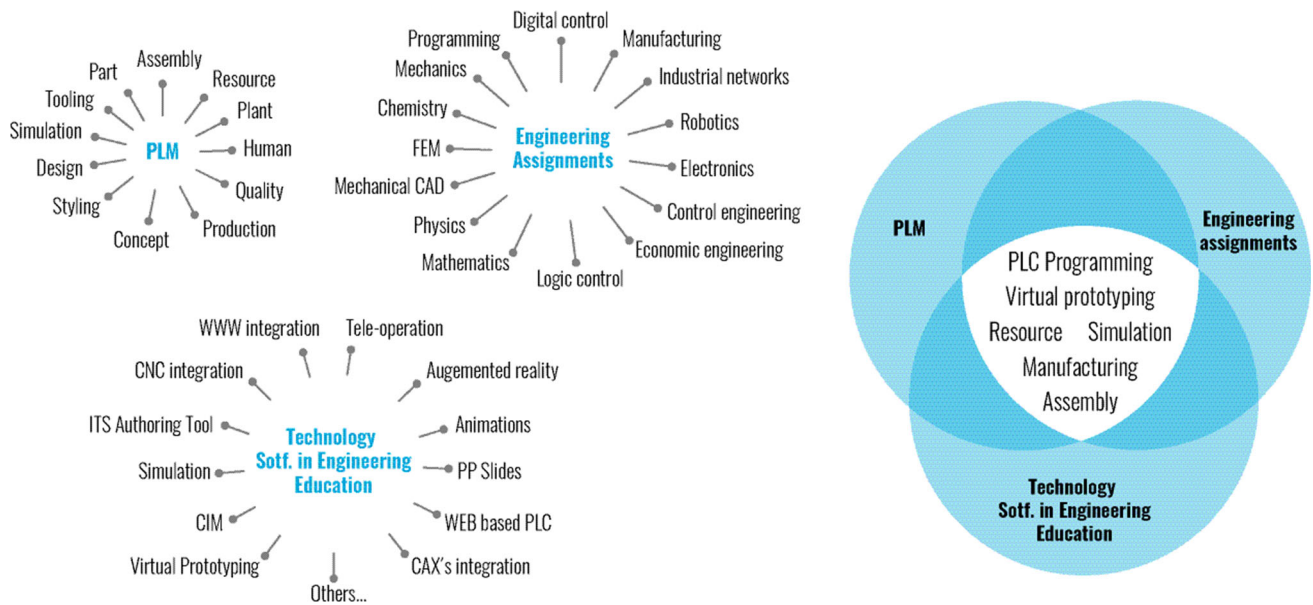 Assembly
Part
Resource
Tooling
Plant
Simulation
PLM
Human
Design
Quality
Styling
Production
Concept
Digital control
Programming
Manufacturing
Mechanics
Industrial networks
Chemistry
Robotics
Engineering
Assignments
FEM
Electronics
Mechanical CAD
Control engineering
Physics
Economic engineering
Mathematics
Logic control
WWW integration
Tele-operation
CNC integration
Augmented reality
ITS Authoring Tool
Animations
Technology
Sotf. in Engineering
Education
Simulation
PP Slides
CIM
WEB based PLC
Virtual Prototyping
CAX´s integration
Others...
PLM
Engineering
assignments
PLC Programming
Virtual prototyping
Resource Simulation
Manufacturing
Assembly
Technology
Sotf. in Engineering
Education